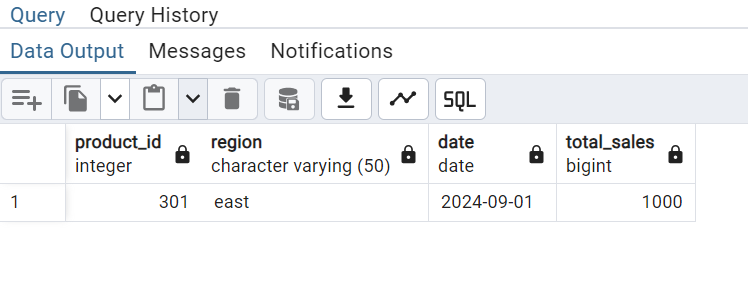 Query Query History
Data Output Messages Notifications
SQL
product_id region date total_sales
integer character varying (50) date bigint
1 301 east 2024-09-01 1000